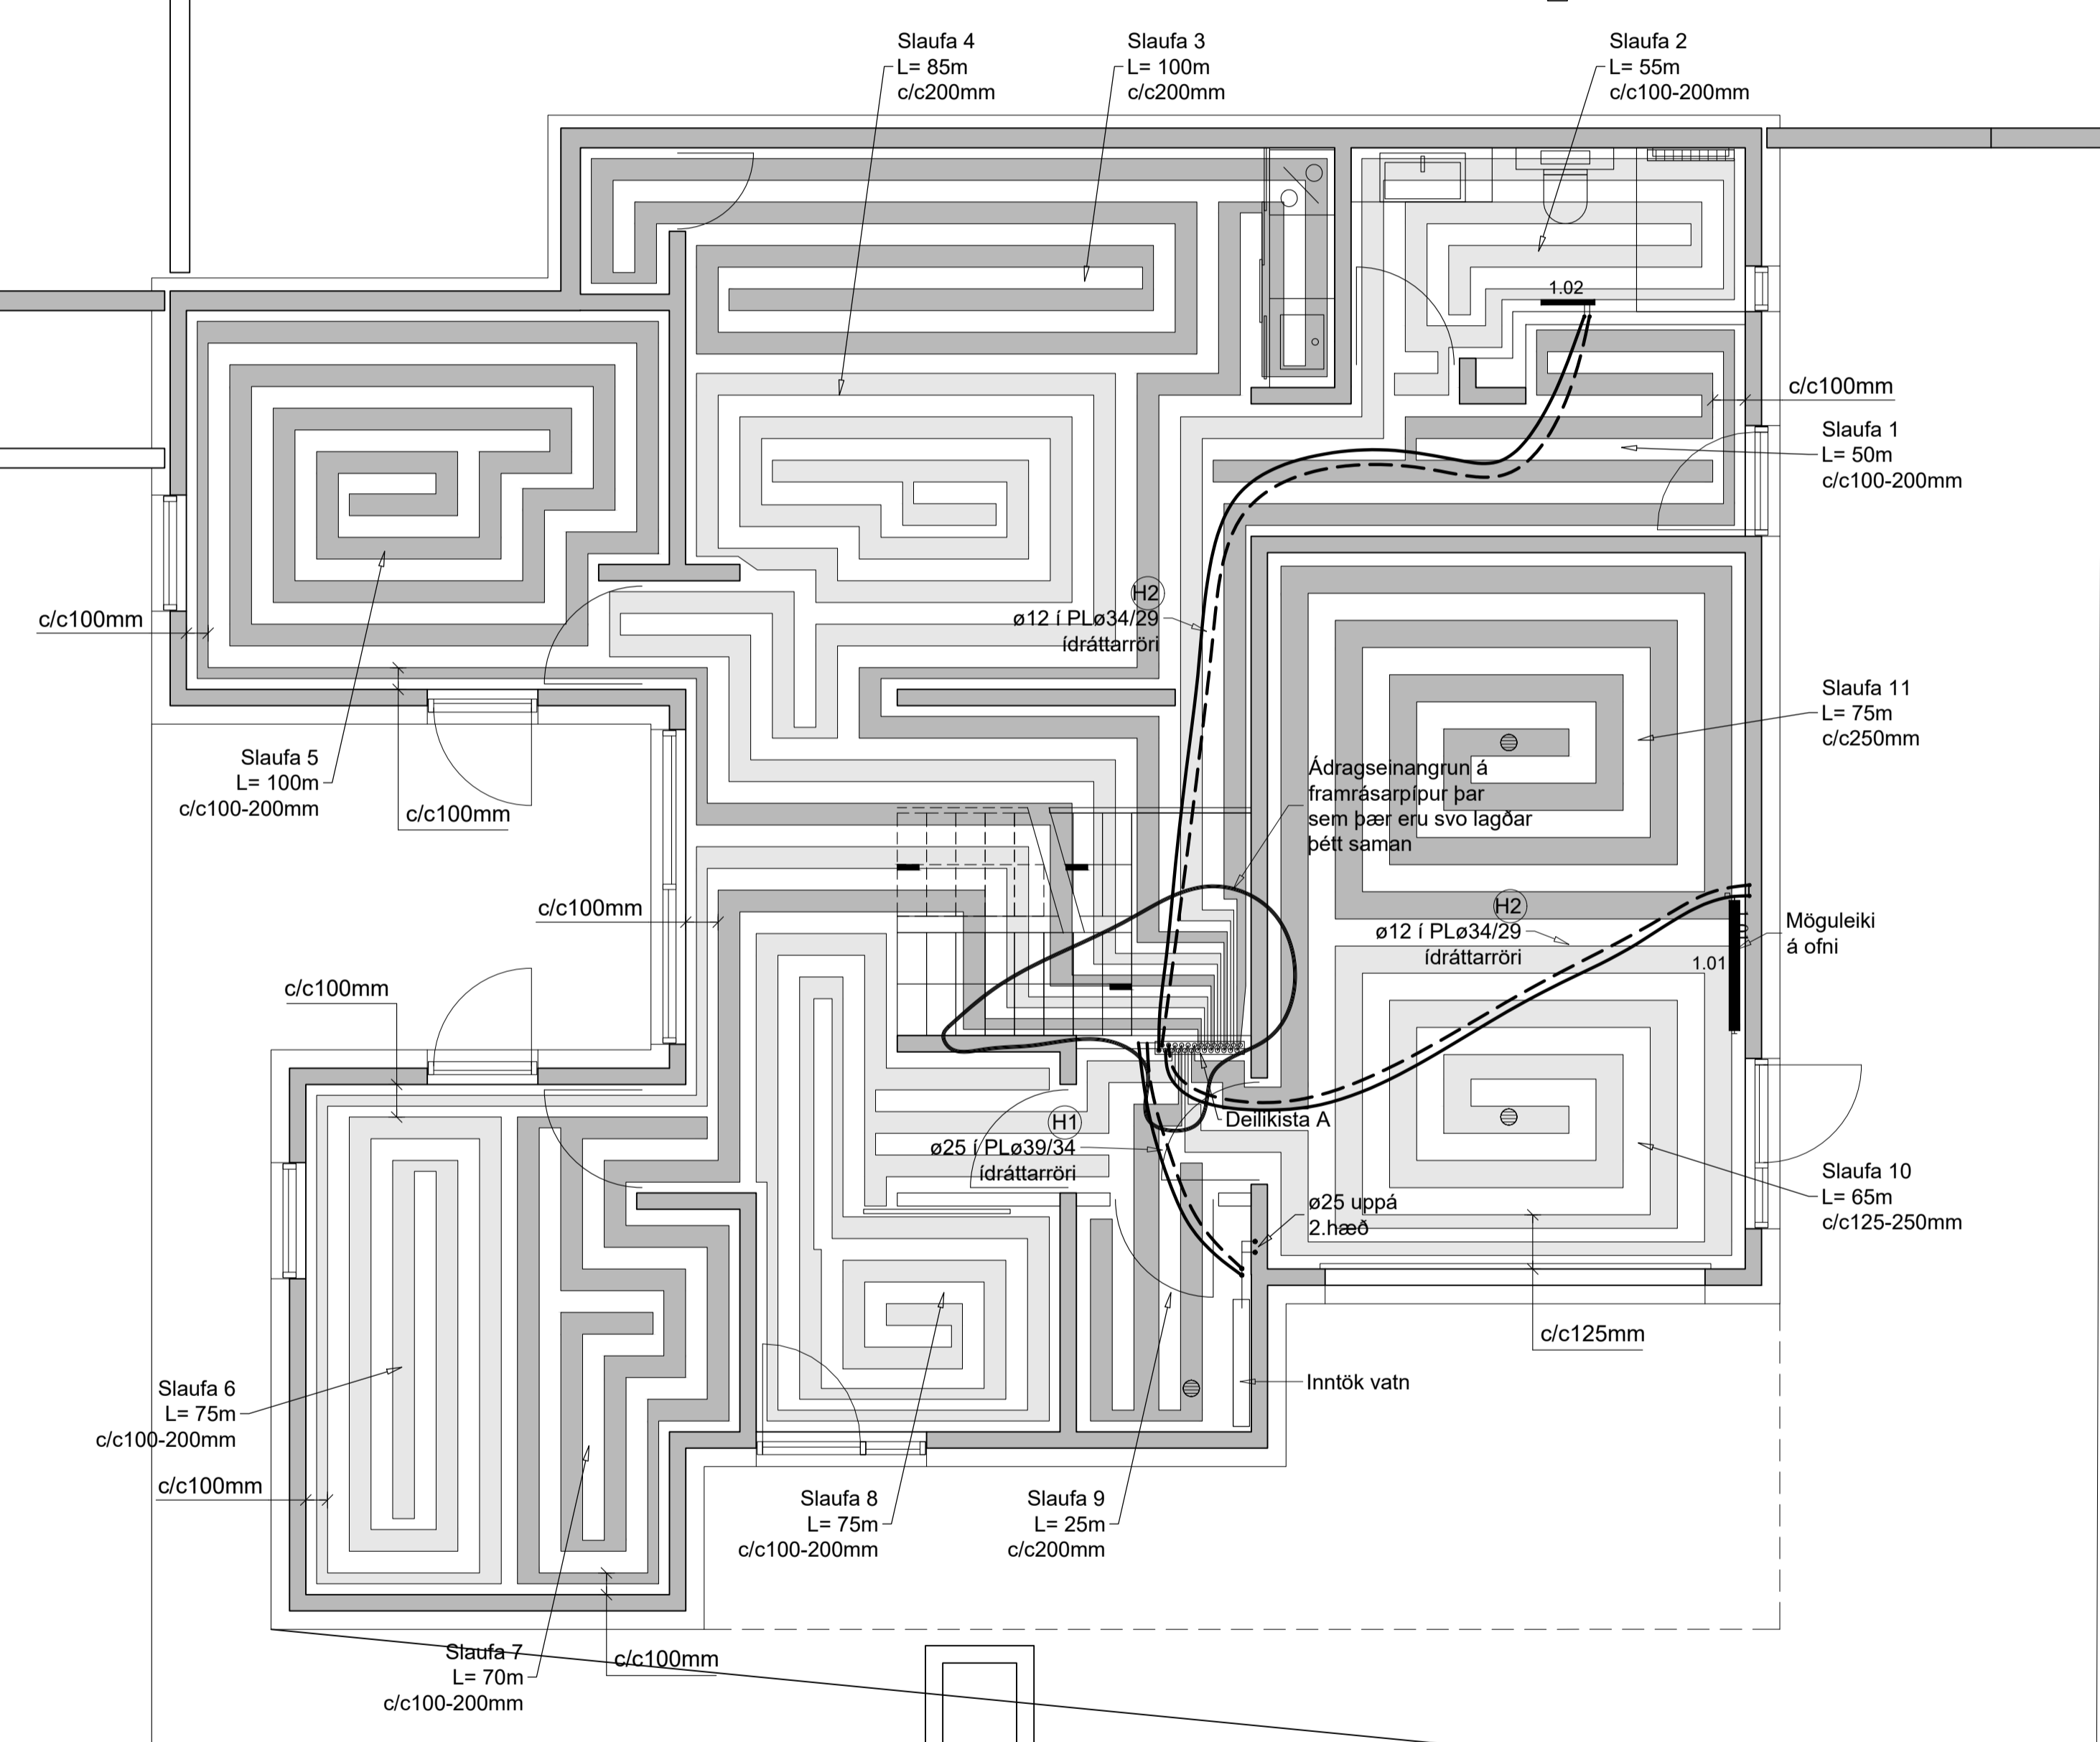 Slaufa 4
L= 85m
c/c200mm
Slaufa 3
L= 100m
c/c200mm
Slaufa 2
L= 55m
c/c100-200mm
1.02
c/c100mm
Slaufa 1
L= 50m
c/c100-200mm
c/c100mm
H2
ø12 í PLø34/29
ídráttarröri
Slaufa 11
L= 75m
c/c250mm
Slaufa 5
L= 100m
c/c100-200mm
c/c100mm
Ádragseinangrun á
framrásarpípur þar
sem þær eru svo lagðar
þétt saman
c/c100mm
H2
ø12 í PLø34/29
ídráttarröri
1.01
Möguleiki
á ofni
c/c100mm
Deilikista A
H1
ø25 í PLø39/34
ídráttarröri
Slaufa 10
L= 65m
c/c125-250mm
ø25 uppá
2.hæð
c/c125mm
Inntök vatn
Slaufa 6
L= 75m
c/c100-200mm
c/c100mm
Slaufa 8
L= 75m
c/c100-200mm
Slaufa 9
L= 25m
c/c200mm
Slaufa 7
L= 70m
c/c100-200mm
c/c100mm